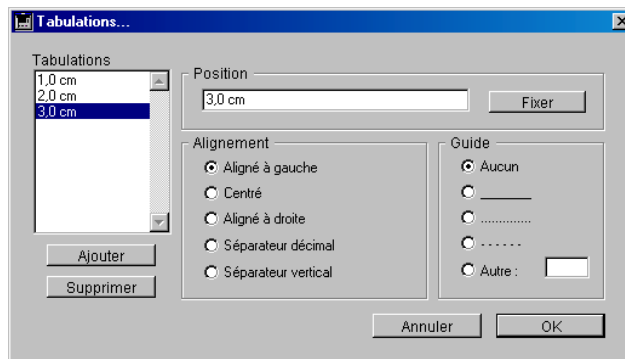 Tabulations...
Tabulations
1,0 cm
2,0 cm
3,0 cm
Ajouter
Supprimer
Position
3,0 cm
Fixer
Alignement
Aligné à gauche
Centré
Aligné à droite
Séparateur décimal
Séparateur vertical
Guide
Aucun
_______
.............
- - - - - -
Autre :
Annuler
OK